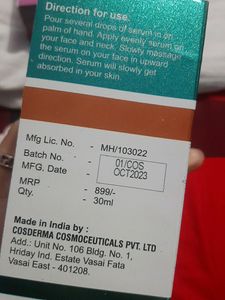 Direction for use.
Pour several drops of serum in on
palm of hand. Apply evenly serum on
your face and neck. Slowly massage
the serum on your face in upward
direction. Serum will slowly get
absorbed in your skin.
Mfg Lic. No. - MH/103022
Batch No. - 01/COS
MFG. Date - OCT2023
MRP - 899/-
Qty. - 30ml
Made in India by :
COSDERMA COSMOCEUTICALS PVT. LTD
Add.: Unit No. 106 Bldg. No. 1,
Hriday Ind. Estate Vasai Fata
Vasai East - 401208.